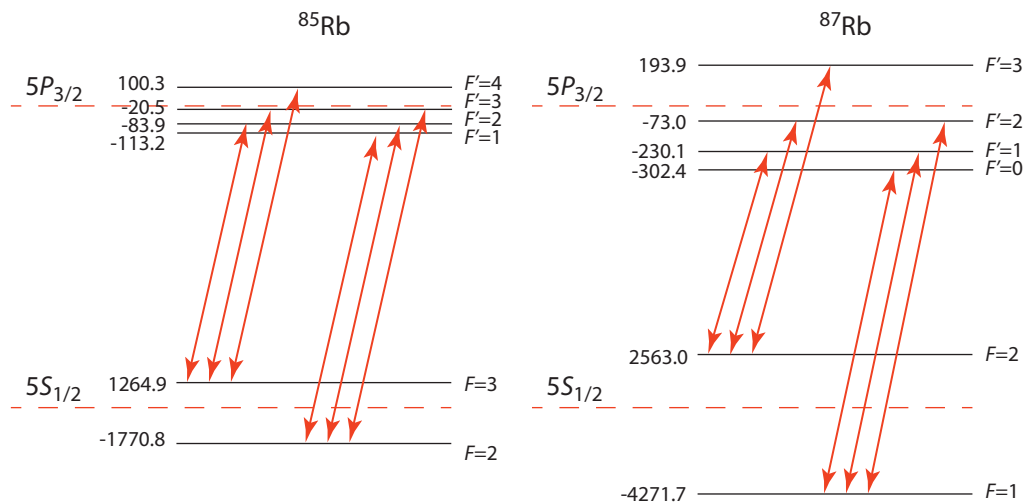 ⁸⁵Rb
5P3/2
100.3
-20.5
-83.9
-113.2
F'=4
F'=3
F'=2
F'=1
5S1/2
1264.9
-1770.8
F=3
F=2
⁸⁷Rb
5P3/2
193.9
-73.0
-230.1
-302.4
F'=3
F'=2
F'=1
F'=0
5S1/2
2563.0
-4271.7
F=2
F=1